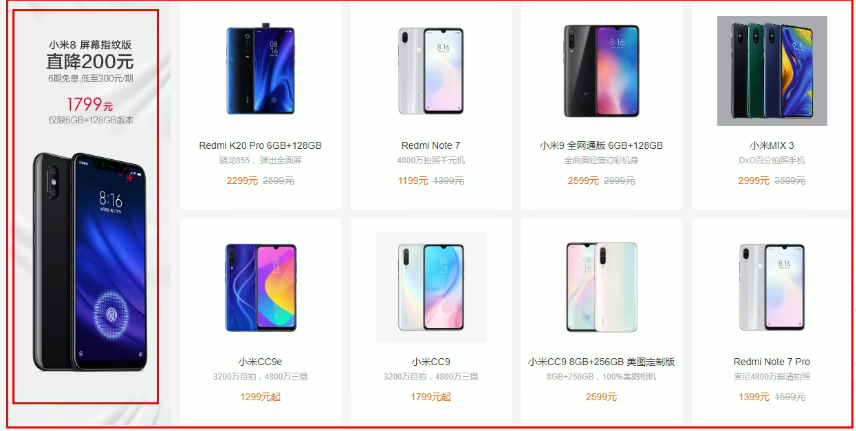 小米8 屏幕指纹版
直降200元
6期免息,低至300元/期
1799元
仅限6GB+128GB版本
8:16
Redmi K20 Pro 6GB+128GB
骁龙855 ，弹出全面屏
2299元 2599元
8:16
Redmi Note 7
4800万拍照千元机
1199元 1399元
8:16
小米9 全网通版 6GB+128GB
全曲面轻薄幻彩机身
2599元 2999元
小米MIX 3
DxO百分拍照手机
2999元 3599元
小米CC9e
3200万自拍，4800万三摄
1299元起
小米CC9
3200万自拍，4800万三摄
1799元起
小米CC9 8GB+256GB 美图定制版
8GB+256GB，100%美图相机
2599元
8:16
Redmi Note 7 Pro
索尼4800万超清拍照
1399元 1599元